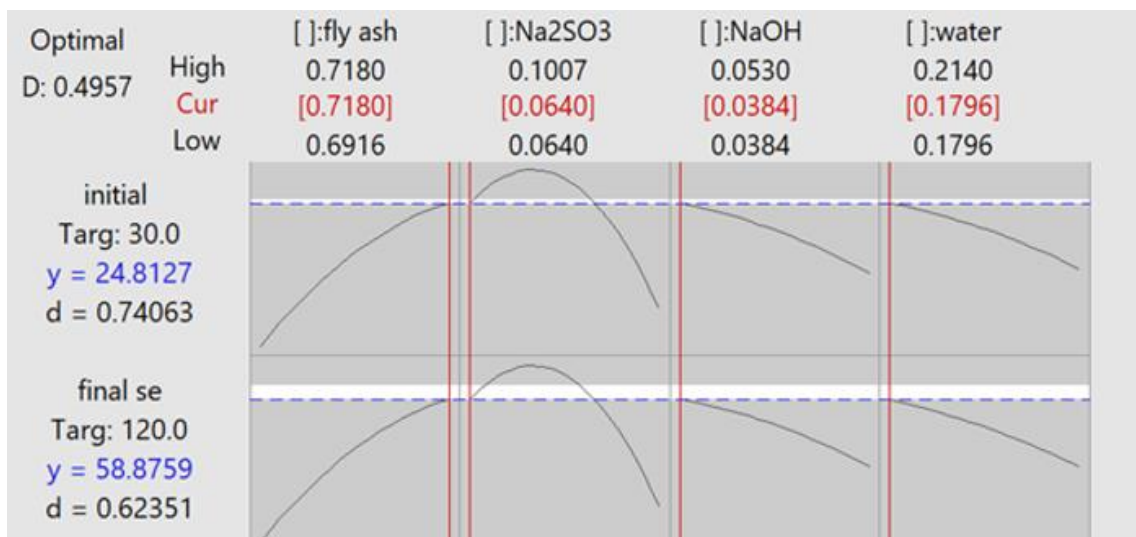 Optimal
D: 0.4957
[ ]:fly ash [ ]:Na2SO3 [ ]:NaOH [ ]:water
High 0.7180 0.1007 0.0530 0.2140
Cur [0.7180] [0.0640] [0.0384] [0.1796]
Low 0.6916 0.0640 0.0384 0.1796
initial
Targ: 30.0
y = 24.8127
d = 0.74063
final se
Targ: 120.0
y = 58.8759
d = 0.62351